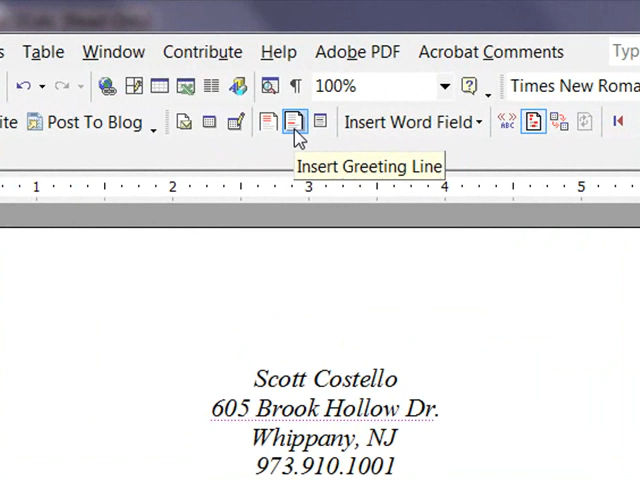 s Table Window Contribute Help Adobe PDF Acrobat Comments Typ
100% Times New Roma
ite Post To Blog Insert Word Field ABC
Insert Greeting Line
1 2 3 4 5
Scott Costello
605 Brook Hollow Dr.
Whippany, NJ
973.910.1001